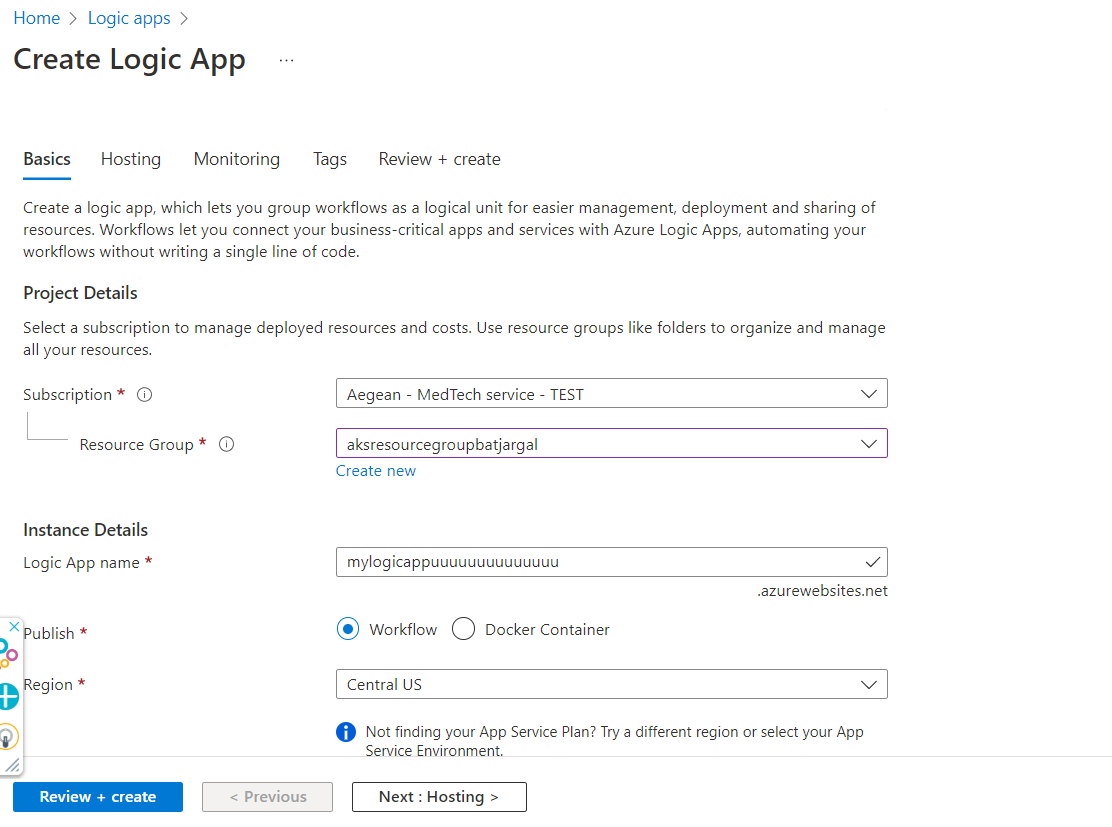 Home > Logic apps >
Create Logic App ...
Basics Hosting Monitoring Tags Review + create
Create a logic app, which lets you group workflows as a logical unit for easier management, deployment and sharing of
resources. Workflows let you connect your business-critical apps and services with Azure Logic Apps, automating your
workflows without writing a single line of code.
Project Details
Select a subscription to manage deployed resources and costs. Use resource groups like folders to organize and manage
all your resources.
Subscription * Aegean - MedTech service - TEST
Resource Group * aksresourcegroupbatjargal
Create new
Instance Details
Logic App name * mylogicappuuuuuuuuuuuuuu
.azurewebsites.net
Publish * Workflow Docker Container
Region * Central US
Not finding your App Service Plan? Try a different region or select your App
Service Environment.
Review + create < Previous Next : Hosting >